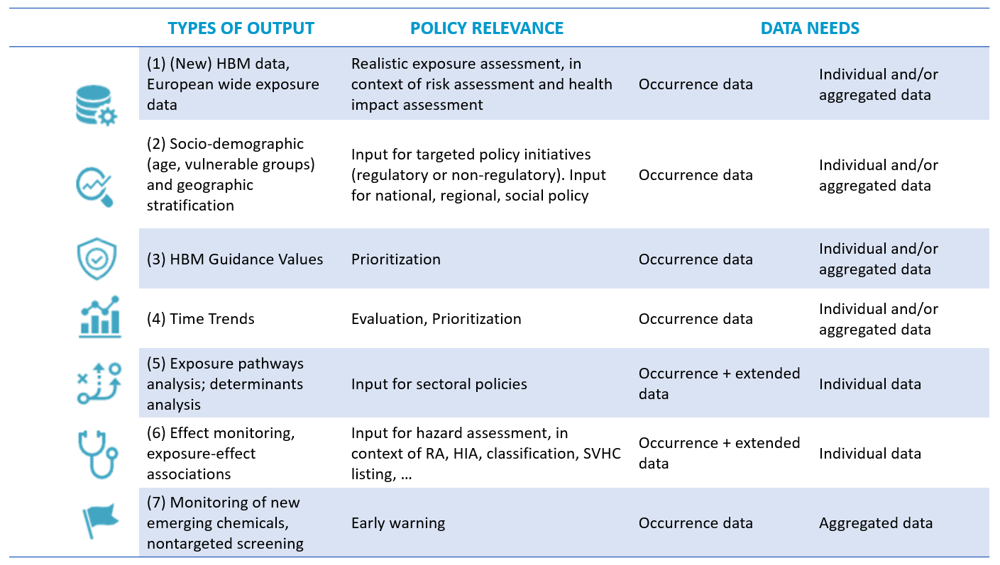 TYPES OF OUTPUT
POLICY RELEVANCE
DATA NEEDS
(1) (New) HBM data,
European wide exposure
data
Realistic exposure assessment, in
context of risk assessment and health
impact assessment
Occurrence data
Individual and/or
aggregated data
(2) Socio-demographic
(age, vulnerable groups)
and geographic
stratification
Input for targeted policy initiatives
(regulatory or non-regulatory). Input
for national, regional, social policy
Occurrence data
Individual and/or
aggregated data
(3) HBM Guidance Values
Prioritization
Occurrence data
Individual and/or
aggregated data
(4) Time Trends
Evaluation, Prioritization
Occurrence data
Individual and/or
aggregated data
(5) Exposure pathways
analysis; determinants
analysis
Input for sectoral policies
Occurrence + extended
data
Individual data
(6) Effect monitoring,
exposure-effect
associations
Input for hazard assessment, in
context of RA, HIA, classification, SVHC
listing, …
Occurrence + extended
data
Individual data
(7) Monitoring of new
emerging chemicals,
nontargeted screening
Early warning
Occurrence data
Aggregated data